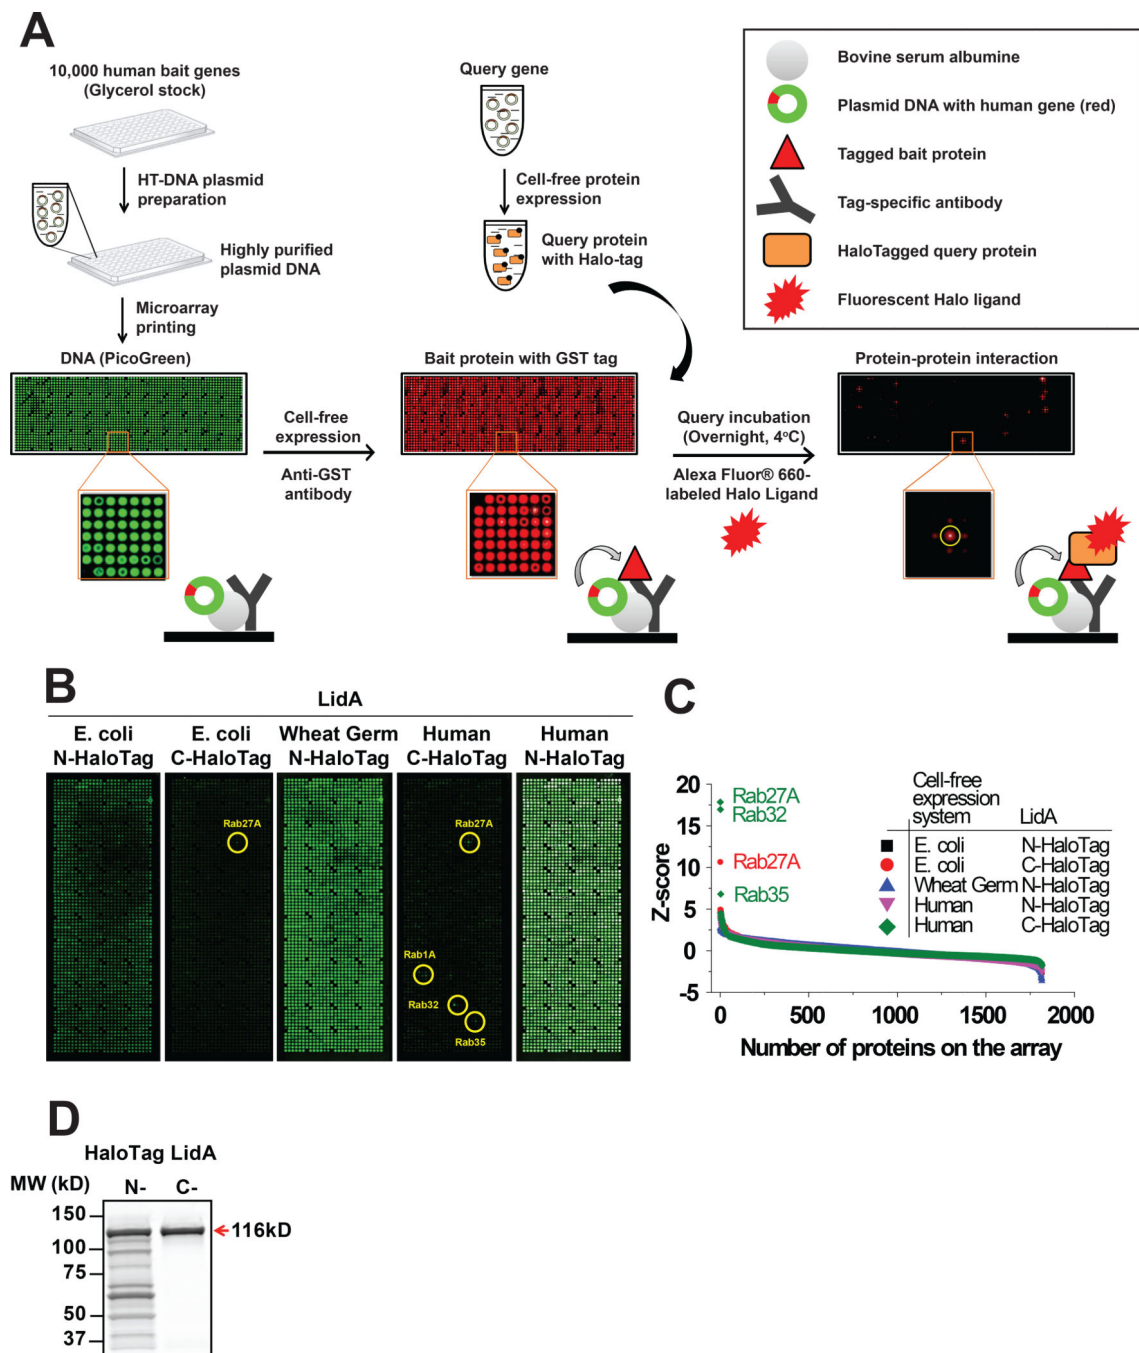 A
10,000 human bait genes
(Glycerol stock)
HT-DNA plasmid
preparation
Highly purified
plasmid DNA
Microarray
printing
DNA (PicoGreen)
Query gene
Cell-free protein
expression
Query protein
with Halo-tag
Bovine serum albumine
Plasmid DNA with human gene (red)
Tagged bait protein
Tag-specific antibody
HaloTagged query protein
Fluorescent Halo ligand
Cell-free
expression
Anti-GST
antibody
Bait protein with GST tag
Query incubation
(Overnight, 4°C)
Alexa Fluor® 660-
labeled Halo Ligand
Protein-protein interaction
B
LidA
E. coli
N-HaloTag
E. coli
C-HaloTag
Wheat Germ
N-HaloTag
Human
C-HaloTag
Human
N-HaloTag
Rab27A
Rab27A
Rab1A
Rab32
Rab35
C
Z-score
20
15
10
5
0
-5
0
500
1000
1500
2000
Number of proteins on the array
Rab27A
Rab32
Rab27A
Rab35
Cell-free
expression
system
LidA
E. coli N-HaloTag
E. coli C-HaloTag
Wheat Germ N-HaloTag
Human N-HaloTag
Human C-HaloTag
D
HaloTag LidA
MW (kD) N- C-
150
116kD
100
75
50
37